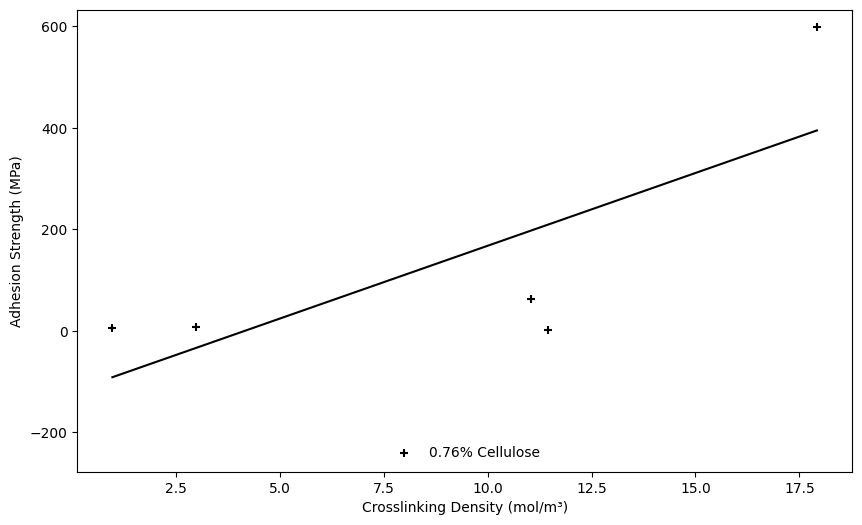 600
400
200
0
−200
Adhesion Strength (MPa)
0.76% Cellulose
2.5 5.0 7.5 10.0 12.5 15.0 17.5
Crosslinking Density (mol/m³)